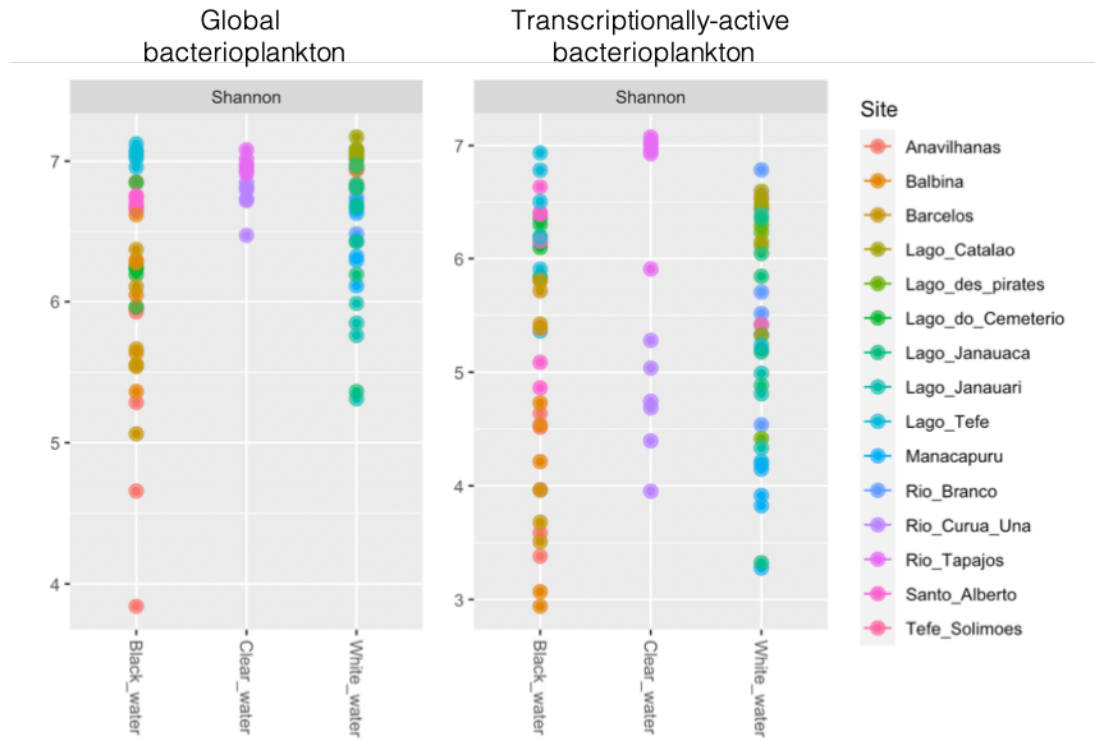 Global
bacterioplankton
Transcriptionally-active
bacterioplankton
Shannon
7
6
5
4
Black_water
Clear_water
White_water
Shannon
7
6
5
4
3
Black_water
Clear_water
White_water
Site
Anavilhanas
Balbina
Barcelos
Lago_Catalao
Lago_des_pirates
Lago_do_Cemeterio
Lago_Janauaca
Lago_Janauari
Lago_Tefe
Manacapuru
Rio_Branco
Rio_Curua_Una
Rio_Tapajos
Santo_Alberto
Tefe_Solimoes